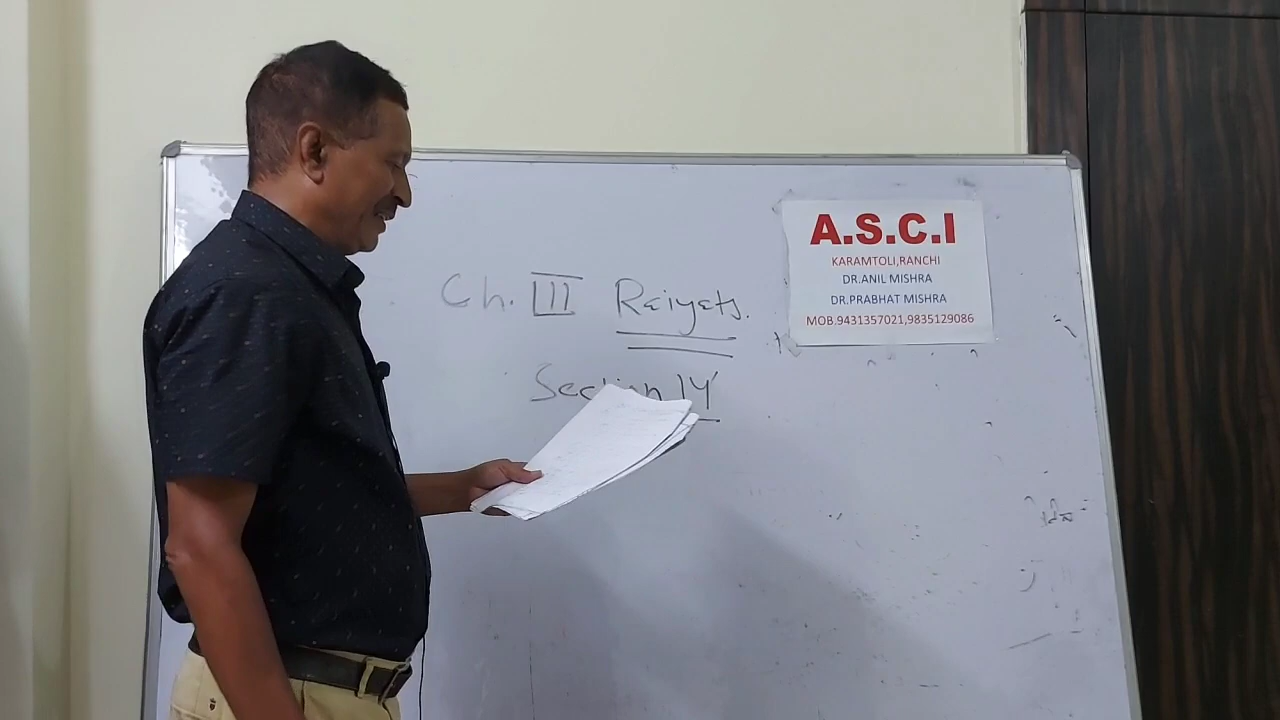 Ch. III Raiyats.
Section 14
A.S.C.I
KARAMTOLI,RANCHI
DR.ANIL MISHRA
DR.PRABHAT MISHRA
MOB.9431357021,9835129086